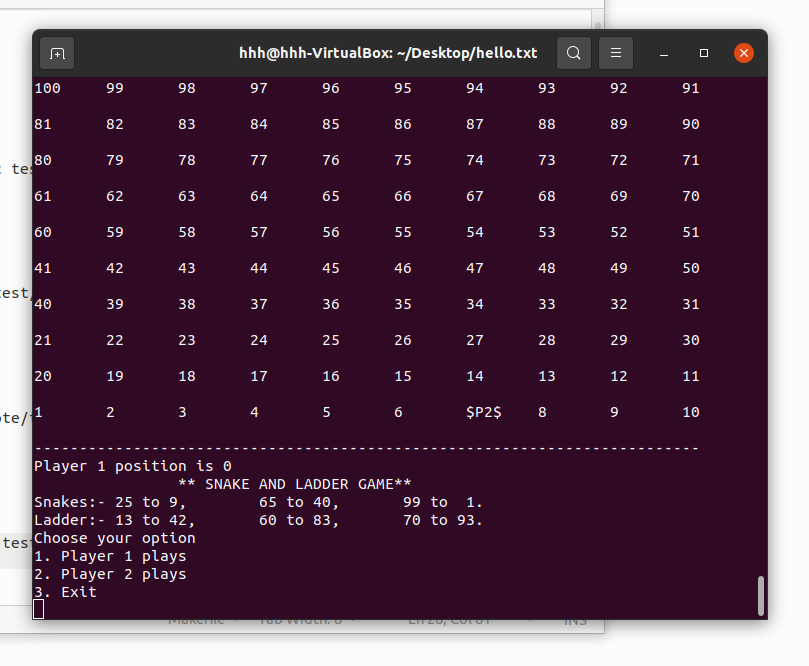 hhh@hhh-VirtualBox: ~/Desktop/hello.txt
100 99 98 97 96 95 94 93 92 91
81 82 83 84 85 86 87 88 89 90
80 79 78 77 76 75 74 73 72 71
61 62 63 64 65 66 67 68 69 70
60 59 58 57 56 55 54 53 52 51
41 42 43 44 45 46 47 48 49 50
40 39 38 37 36 35 34 33 32 31
21 22 23 24 25 26 27 28 29 30
20 19 18 17 16 15 14 13 12 11
1 2 3 4 5 6 $P2$ 8 9 10
--------------------------------------------------------------------------
Player 1 position is 0
** SNAKE AND LADDER GAME**
Snakes:- 25 to 9, 65 to 40, 99 to 1.
Ladder:- 13 to 42, 60 to 83, 70 to 93.
Choose your option
1. Player 1 plays
2. Player 2 plays
3. Exit